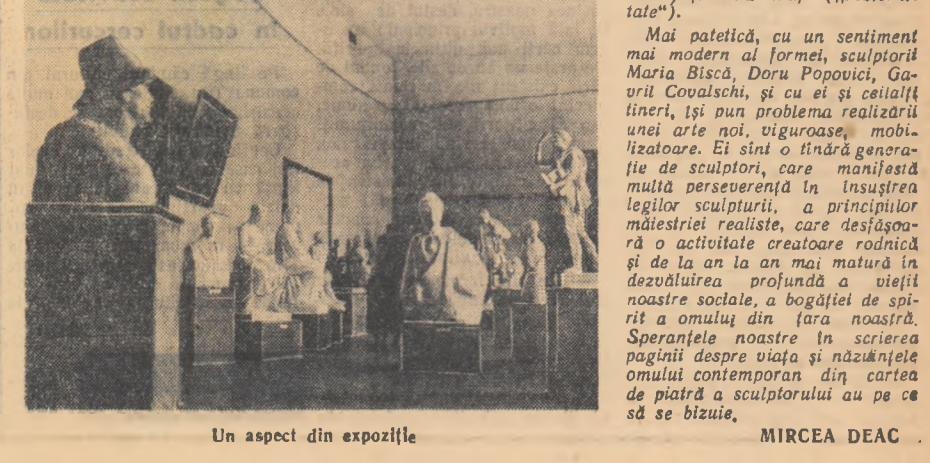 tate“).
Mai patetică, cu un sentiment
mai modern al formei, sculptorii
Maria Bîscă, Doru Popovici, Ga-
vril Covalschi, și cu ei și ceilalți
tineri, își pun problema realizării
unei arte noi, viguroase, mobi-
lizatoare. Ei sînt o tînără genera-
ție de sculptori, care manifestă
multă perseverență în însușirea
legilor sculpturii, a principiilor
măiestriei realiste, care desfășoa-
ră o activitate creatoare rodnică
și de la an la an mai matură în
dezvăluirea profundă a vieții
noastre sociale, a bogăției de spi-
rit a omului din țara noastră.
Speranțele noastre în scrierea
paginii despre viața și năzuințele
omului contemporan din cartea
de piatră a sculptorului au pe ce
să se bizuie.
MIRCEA DEAC
Un aspect din expoziție